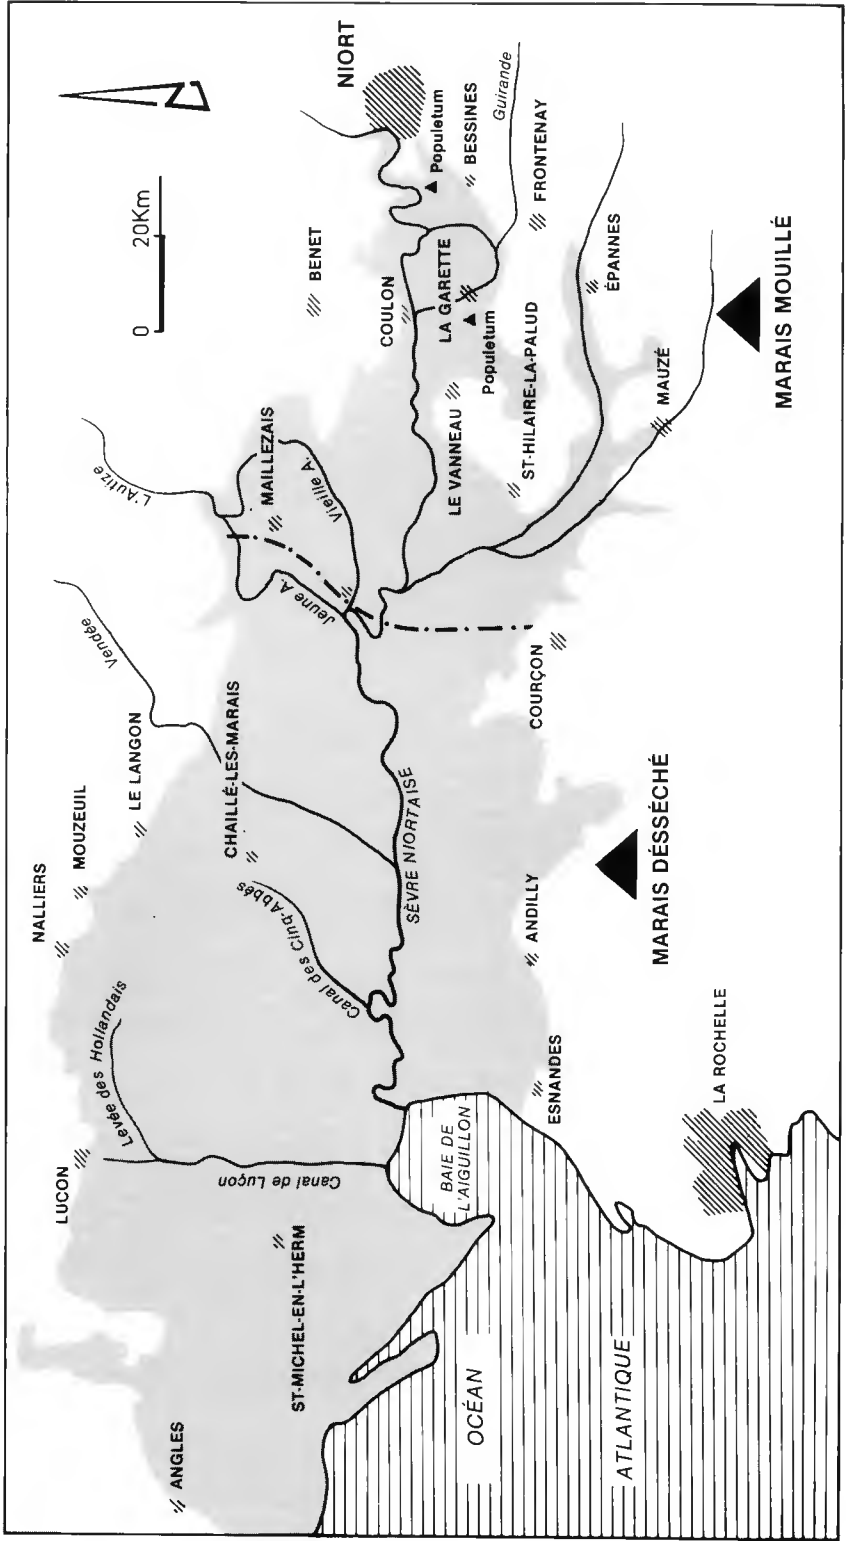 N
0 20Km
NIORT
Populetum
BESSINES
Guirande
FRONTENAY
BENET
COULON
LA GARETTE
Populetum
ÉPANNES
MARAIS MOUILLÉ
L'Autize
MAILLEZAIS
Vieille A.
LE VANNEAU
ST-HILAIRE-LA-PALUD
MAUZÉ
Jeune A.
Vendée
COURÇON
LE LANGON
CHAILLÉ-LES-MARAIS
MOUZEUIL
NALLIERS
SÈVRE NIORTAISE
Canal des Cinq-Abbés
ANDILLY
MARAIS DÉSSÉCHÉ
Levée des Hollandais
ESNANDES
LA ROCHELLE
LUÇON
Canal de Luçon
BAIE DE
L'AIGUILLON
ST-MICHEL-EN-L'HERM
ANGLES
OCÉAN
ATLANTIQUE